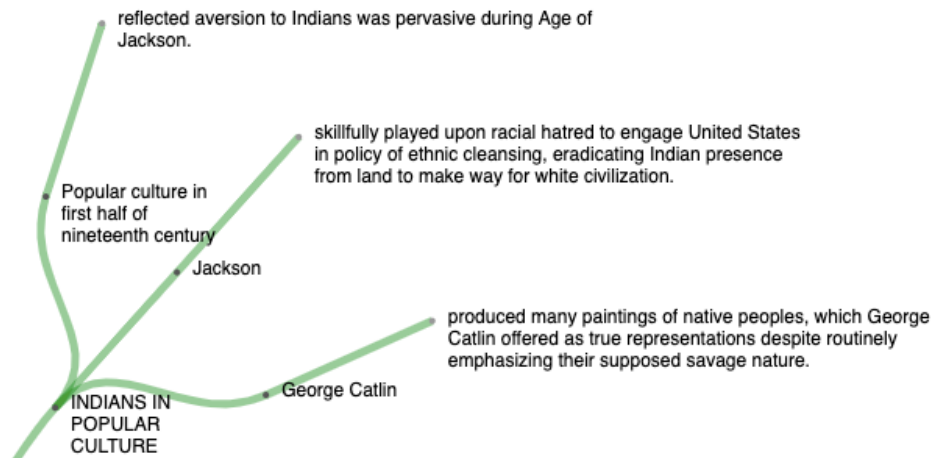 reflected aversion to Indians was pervasive during Age of
Jackson.
skillfully played upon racial hatred to engage United States
in policy of ethnic cleansing, eradicating Indian presence
from land to make way for white civilization.
Popular culture in
first half of
nineteenth century
Jackson
produced many paintings of native peoples, which George
Catlin offered as true representations despite routinely
emphasizing their supposed savage nature.
George Catlin
INDIANS IN
POPULAR
CULTURE